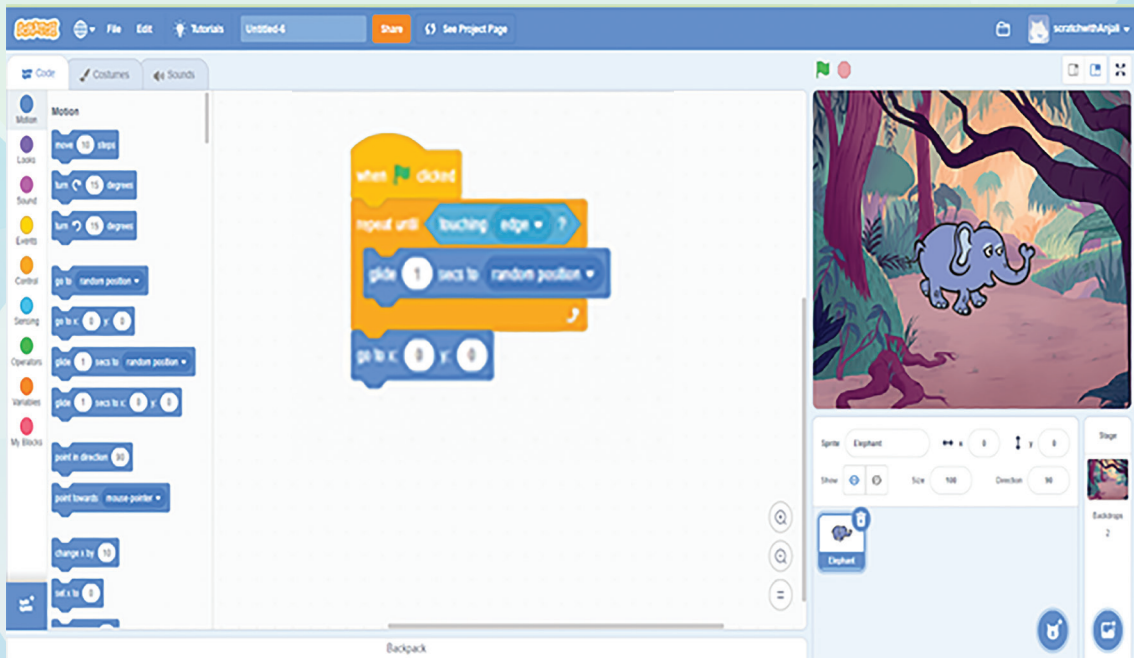 SCRATCH File Edit Tutorials Untitled-6 Share See Project Page scratchwithAnjali
Code Costumes Sounds
Motion
Looks
Sound
Events
Control
Sensing
Operators
Variables
My Blocks
Motion
move 10 steps
turn 15 degrees
turn 15 degrees
go to random position
go to x: 0 y: 0
glide 1 secs to random position
glide 1 secs to x: 0 y: 0
point in direction 90
point towards mouse-pointer
change x by 10
set x to 0
when clicked
repeat until touching edge ?
glide 1 secs to random position
go to x: 0 y: 0
Sprite Elephant x 0 y 0
Show Size 100 Direction 90
Elephant
Stage
Backdrops
2
Backpack